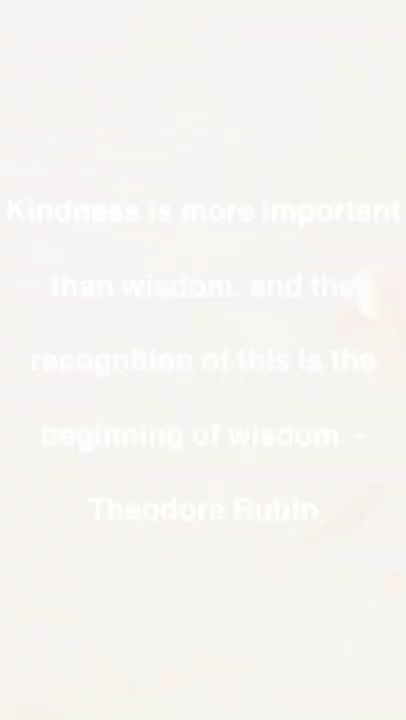 Kindness is more important
than wisdom, and the
recognition of this is the
beginning of wisdom. -
Theodore Rubin